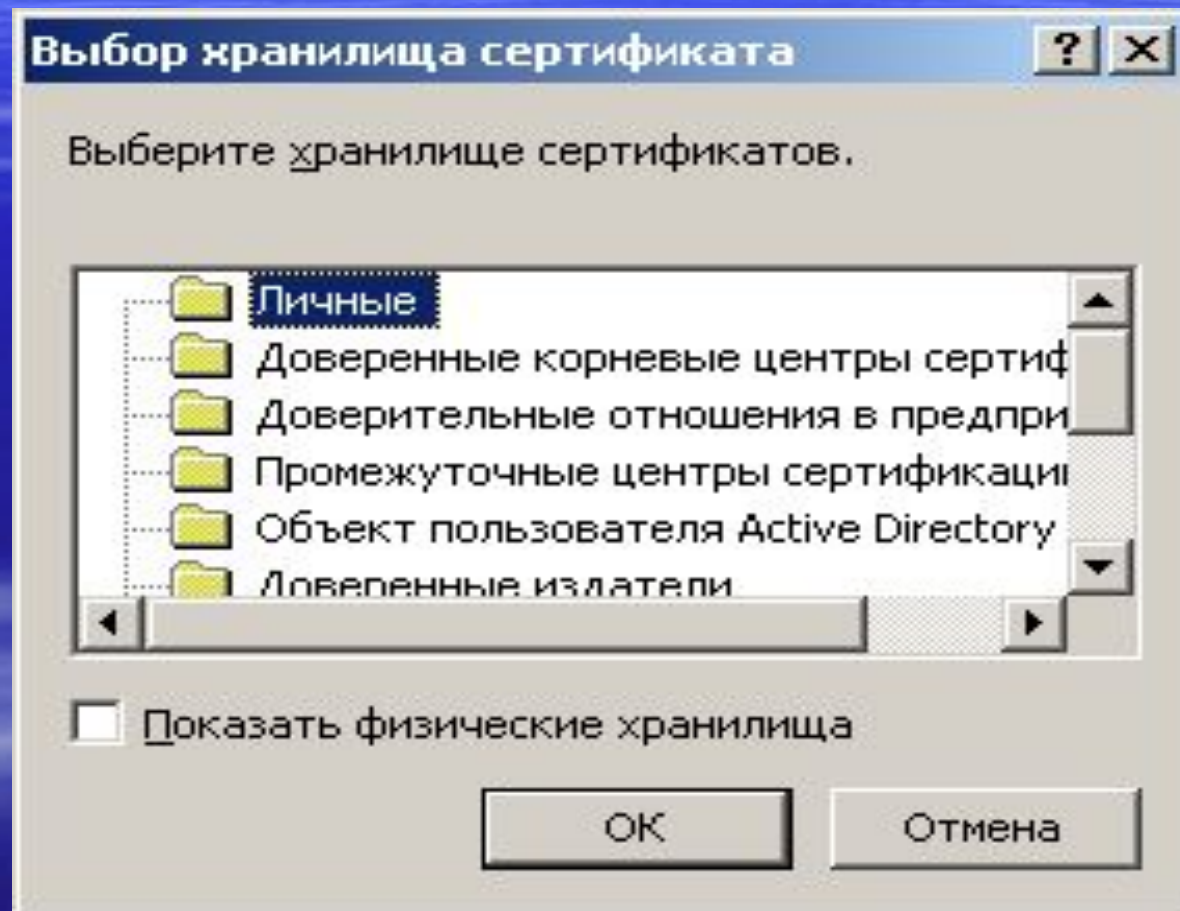 Выбор хранилища сертификата
Выберите хранилище сертификатов.
Личные
Доверенные корневые центры сертиф
Доверительные отношения в предпри
Промежуточные центры сертификаци
Объект пользователя Active Directory
Доверенные издатели
Показать физические хранилища
ОК
Отмена